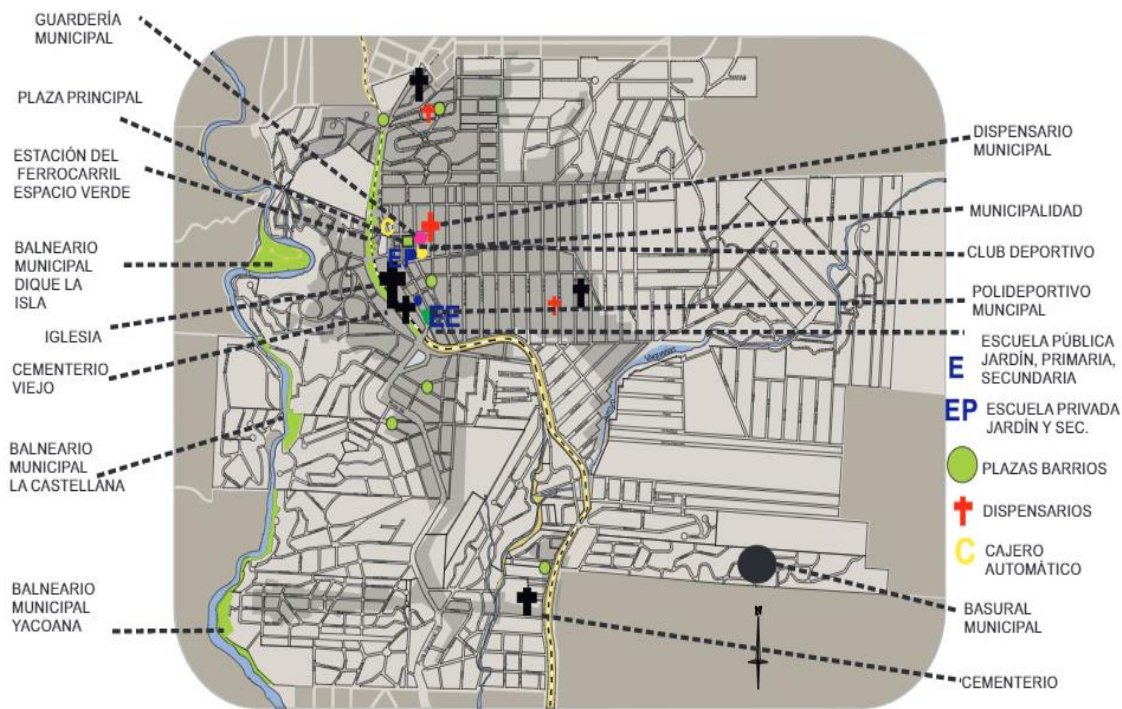 GUARDERÍA
MUNICIPAL
PLAZA PRINCIPAL
ESTACIÓN DEL
FERROCARRIL
ESPACIO VERDE
BALNEARIO
MUNICIPAL
DIQUE LA
ISLA
IGLESIA
CEMENTERIO
VIEJO
BALNEARIO
MUNICIPAL
LA CASTELLANA
BALNEARIO
MUNICIPAL
YACOANA
C
EP
EE
Vaquerías
N
DISPENSARIO
MUNICIPAL
MUNICIPALIDAD
CLUB DEPORTIVO
POLIDEPORTIVO
MUNCIPAL
E ESCUELA PÚBLICA
JARDÍN, PRIMARIA,
SECUNDARIA
EP ESCUELA PRIVADA
JARDÍN Y SEC.
PLAZAS BARRIOS
DISPENSARIOS
C CAJERO
AUTOMÁTICO
BASURAL
MUNICIPAL
CEMENTERIO